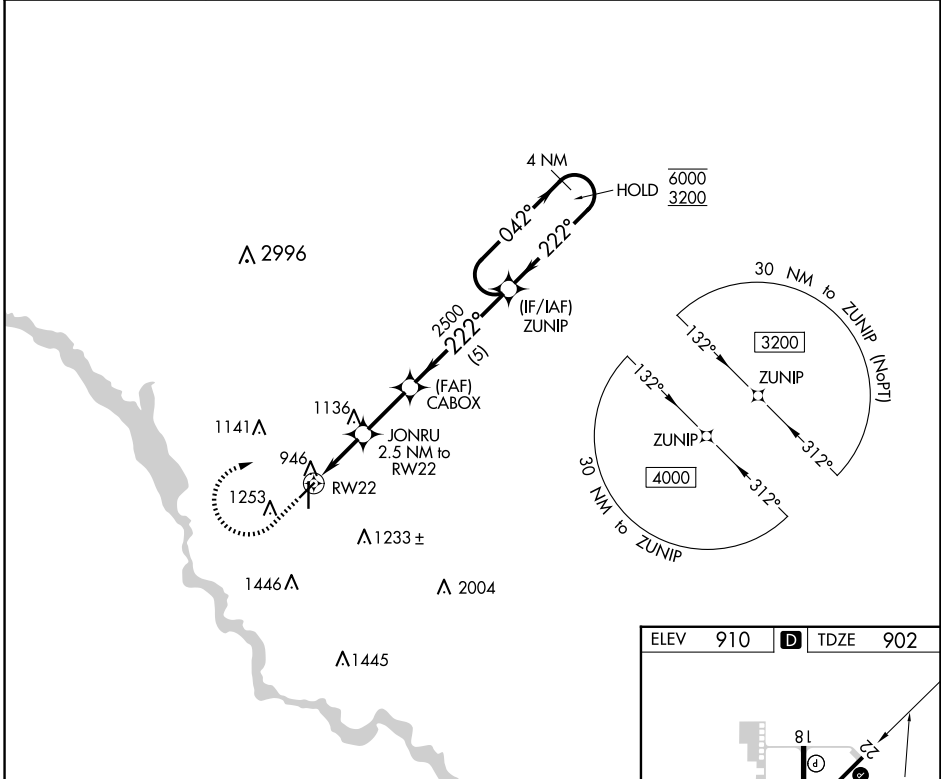 4 NM
HOLD
6000
3200
042°
222°
2996
(IF/IAF)
ZUNIP
2500
222°
(5)
(FAF)
CABOX
1136
1141
JONRU
2.5 NM to
RW22
946
RW22
1253
1233 ±
1446
2004
1445
30 NM to ZUNIP (NoPT)
132°
3200
ZUNIP
312°
132°
ZUNIP
4000
312°
30 NM to ZUNIP
ELEV 910 D TDZE 902
18
22
P